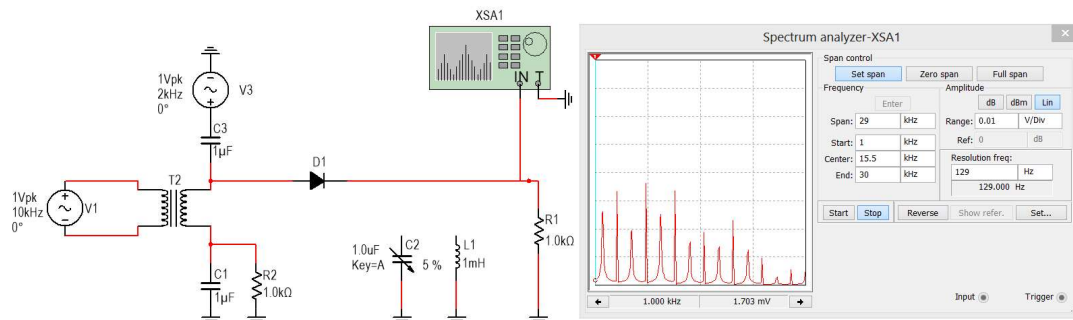 XSA1
IN T
1Vpk
2kHz
0°
V3
C3
1µF
D1
T2
1Vpk
10kHz
0°
V1
C1
1µF
R2
1.0kΩ
1.0uF
Key=A
C2
5 %
L1
1mH
R1
1.0kΩ
Spectrum analyzer-XSA1
Span control
Set span Zero span Full span
Frequency
Enter
Span: 29 kHz
Start: 1 kHz
Center: 15.5 kHz
End: 30 kHz
Amplitude
dB dBm Lin
Range: 0.01 V/Div
Ref: 0 dB
Resolution freq:
129 Hz
129.000 Hz
Start Stop Reverse Show refer. Set...
1.000 kHz 1.703 mV
Input Trigger